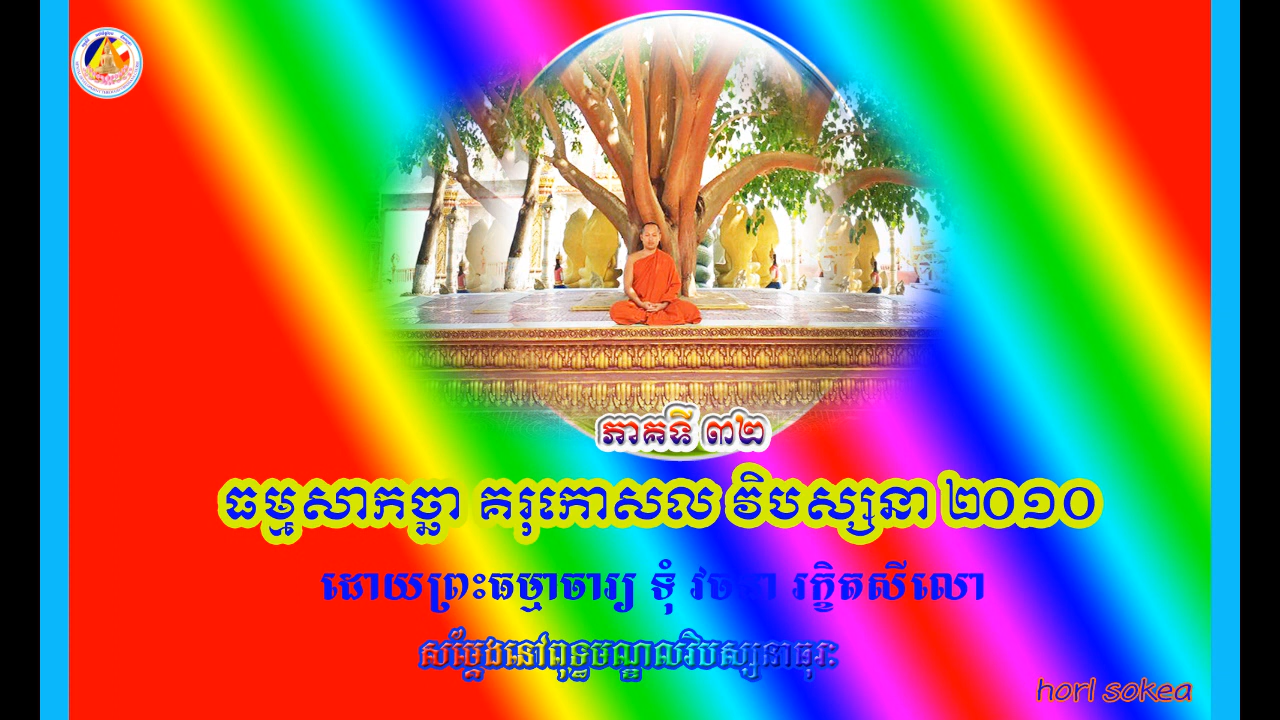 ភាគទី ៣២
ធម្មសាកច្ឆា គរុកោសល វិបស្សនា ២០១០
ដោយព្រះធម្មាចារ្យ ទុំ វចនា រក្ខិតសីលោ
សម្ដែងនៅពុទ្ធមណ្ឌលវិបស្សនាធុរៈ
horl sokea